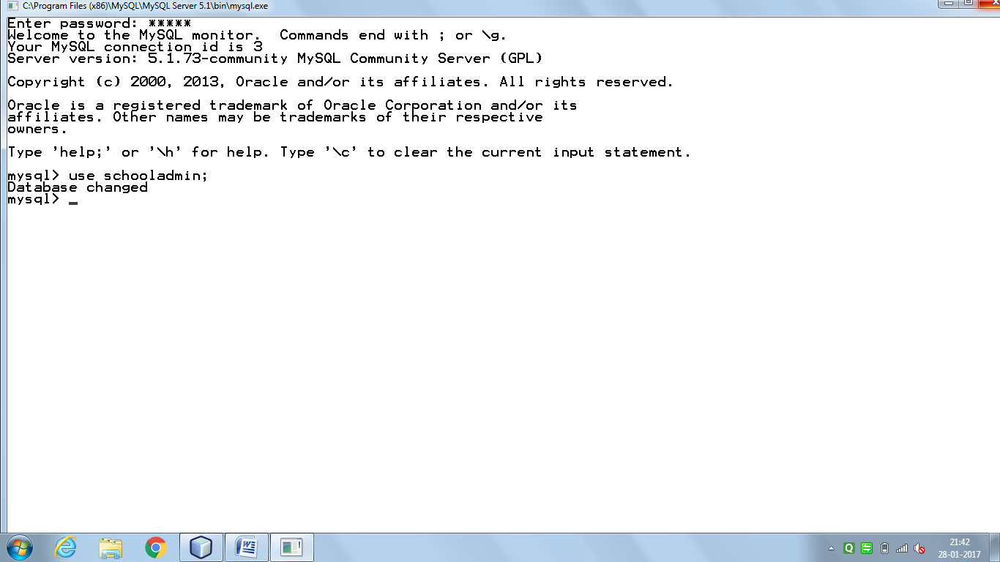 C:\Program Files (x86)\MySQL\MySQL Server 5.1\bin\mysql.exe
Enter password: *****
Welcome to the MySQL monitor.  Commands end with ; or \g.
Your MySQL connection id is 3
Server version: 5.1.73-community MySQL Community Server (GPL)
Copyright (c) 2000, 2013, Oracle and/or its affiliates. All rights reserved.
Oracle is a registered trademark of Oracle Corporation and/or its
affiliates. Other names may be trademarks of their respective
owners.
Type 'help;' or '\h' for help. Type '\c' to clear the current input statement.
mysql> use schooladmin;
Database changed
mysql> _
21:42
28-01-2017